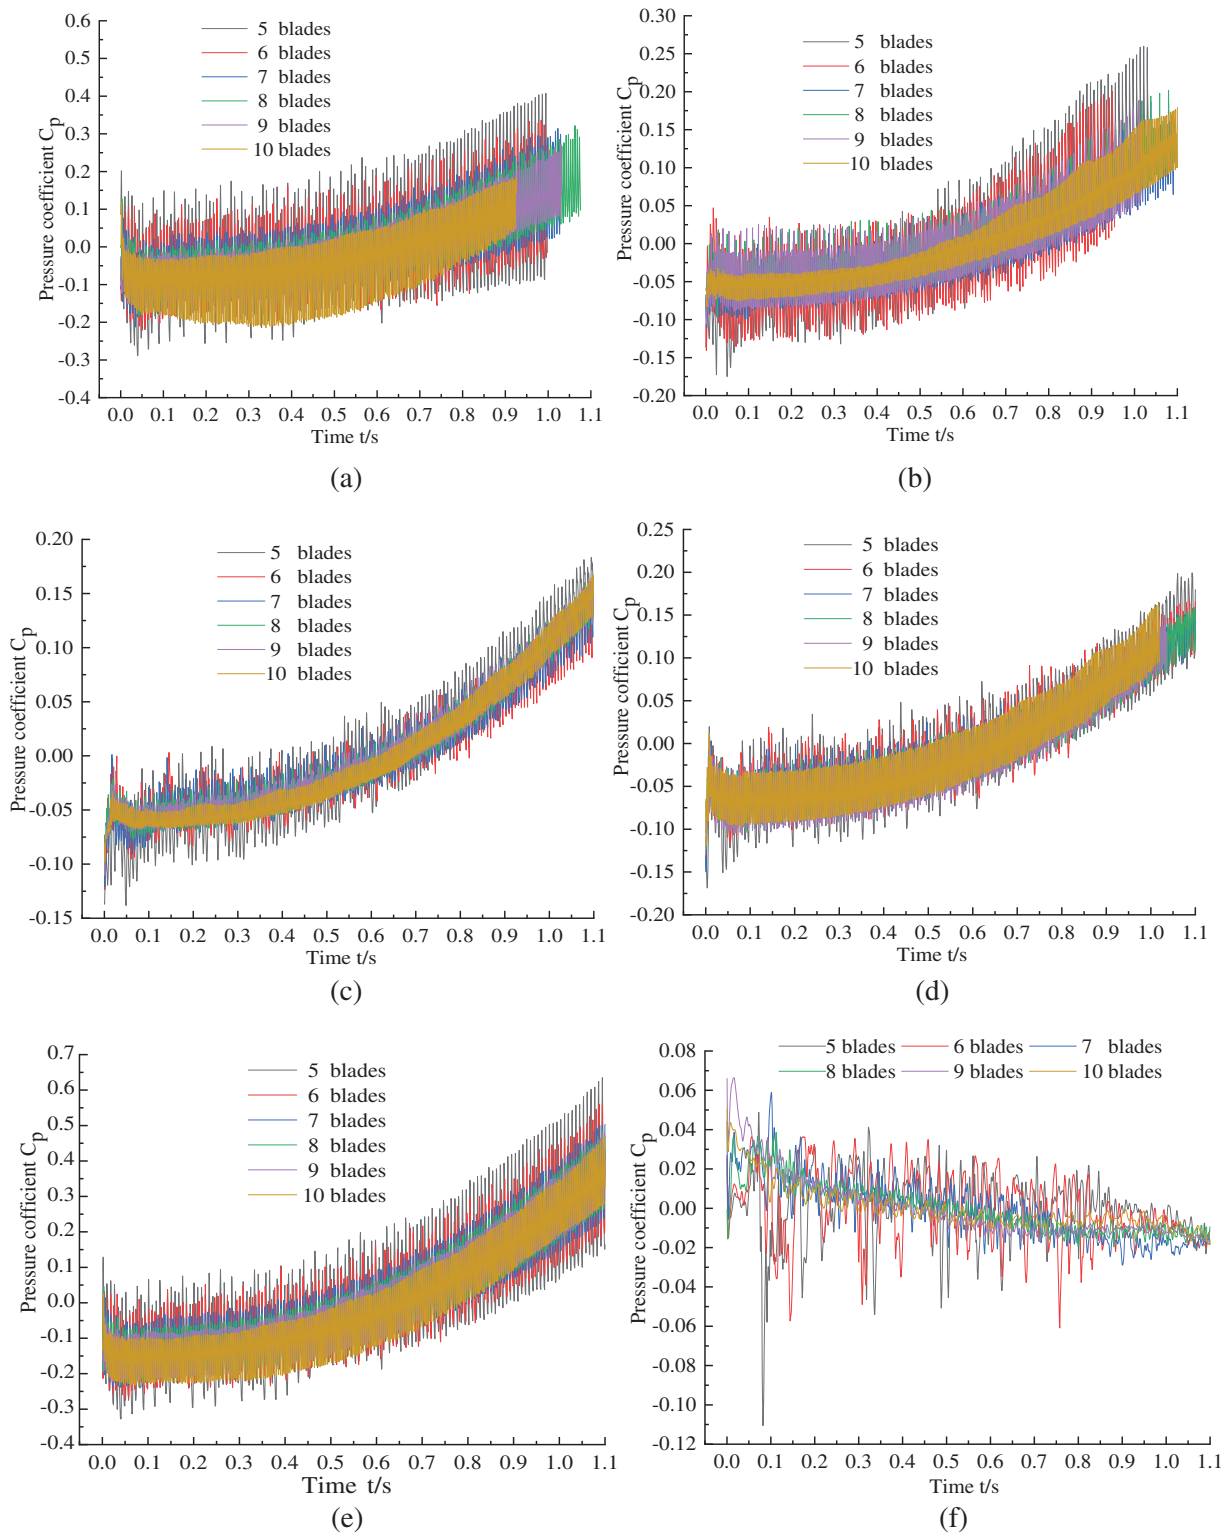 0.6
0.5
0.4
0.3
0.2
0.1
0.0
-0.1
-0.2
-0.3
-0.4
Pressure coefficient Cp
5 blades
6 blades
7 blades
8 blades
9 blades
10 blades
0.0 0.1 0.2 0.3 0.4 0.5 0.6 0.7 0.8 0.9 1.0 1.1
Time t/s
(a)
0.30
0.25
0.20
0.15
0.10
0.05
0.00
-0.05
-0.10
-0.15
-0.20
Pressure coefficient Cp
5 blades
6 blades
7 blades
8 blades
9 blades
10 blades
0.0 0.1 0.2 0.3 0.4 0.5 0.6 0.7 0.8 0.9 1.0 1.1
Time t/s
(b)
0.20
0.15
0.10
0.05
0.00
-0.05
-0.10
-0.15
Pressure coefficient Cp
5 blades
6 blades
7 blades
8 blades
9 blades
10 blades
0.0 0.1 0.2 0.3 0.4 0.5 0.6 0.7 0.8 0.9 1.0 1.1
Time t/s
(c)
0.25
0.20
0.15
0.10
0.05
0.00
-0.05
-0.10
-0.15
-0.20
Pressure cofficient Cp
5 blades
6 blades
7 blades
8 blades
9 blades
10 blades
0.0 0.1 0.2 0.3 0.4 0.5 0.6 0.7 0.8 0.9 1.0 1.1
Time t/s
(d)
0.7
0.6
0.5
0.4
0.3
0.2
0.1
0.0
-0.1
-0.2
-0.3
-0.4
Pressure cofficient Cp
5 blades
6 blades
7 blades
8 blades
9 blades
10 blades
0.0 0.1 0.2 0.3 0.4 0.5 0.6 0.7 0.8 0.9 1.0 1.1
Time t/s
(e)
0.08
0.06
0.04
0.02
0.00
-0.02
-0.04
-0.06
-0.08
-0.10
-0.12
Pressure cofficient Cp
5 blades 6 blades 7 blades
8 blades 9 blades 10 blades
0.0 0.1 0.2 0.3 0.4 0.5 0.6 0.7 0.8 0.9 1.0 1.1
Time t/s
(f)